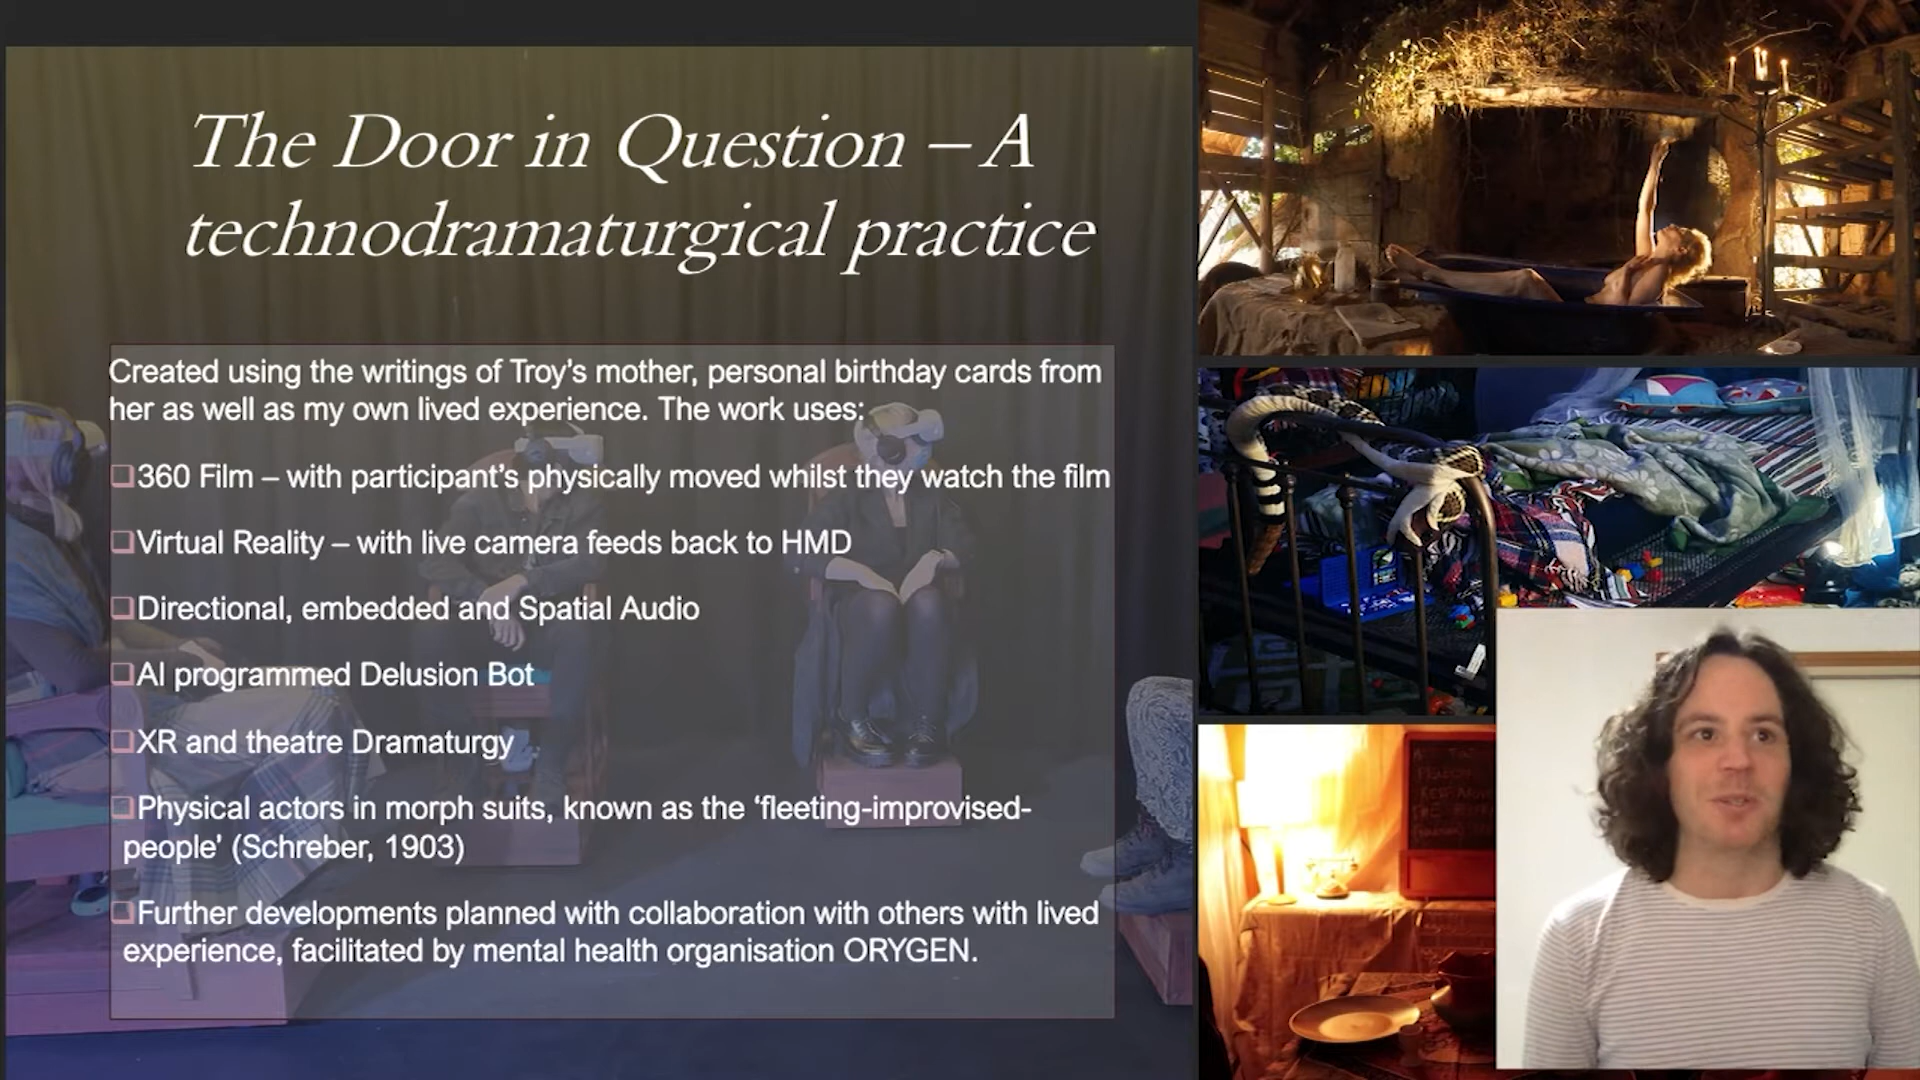 The Door in Question – A
technodramaturgical practice
Created using the writings of Troy’s mother, personal birthday cards from
her as well as my own lived experience. The work uses:
360 Film – with participant’s physically moved whilst they watch the film
Virtual Reality – with live camera feeds back to HMD
Directional, embedded and Spatial Audio
AI programmed Delusion Bot
XR and theatre Dramaturgy
Physical actors in morph suits, known as the ‘fleeting-improvised-
people’ (Schreber, 1903)
Further developments planned with collaboration with others with lived
experience, facilitated by mental health organisation ORYGEN.